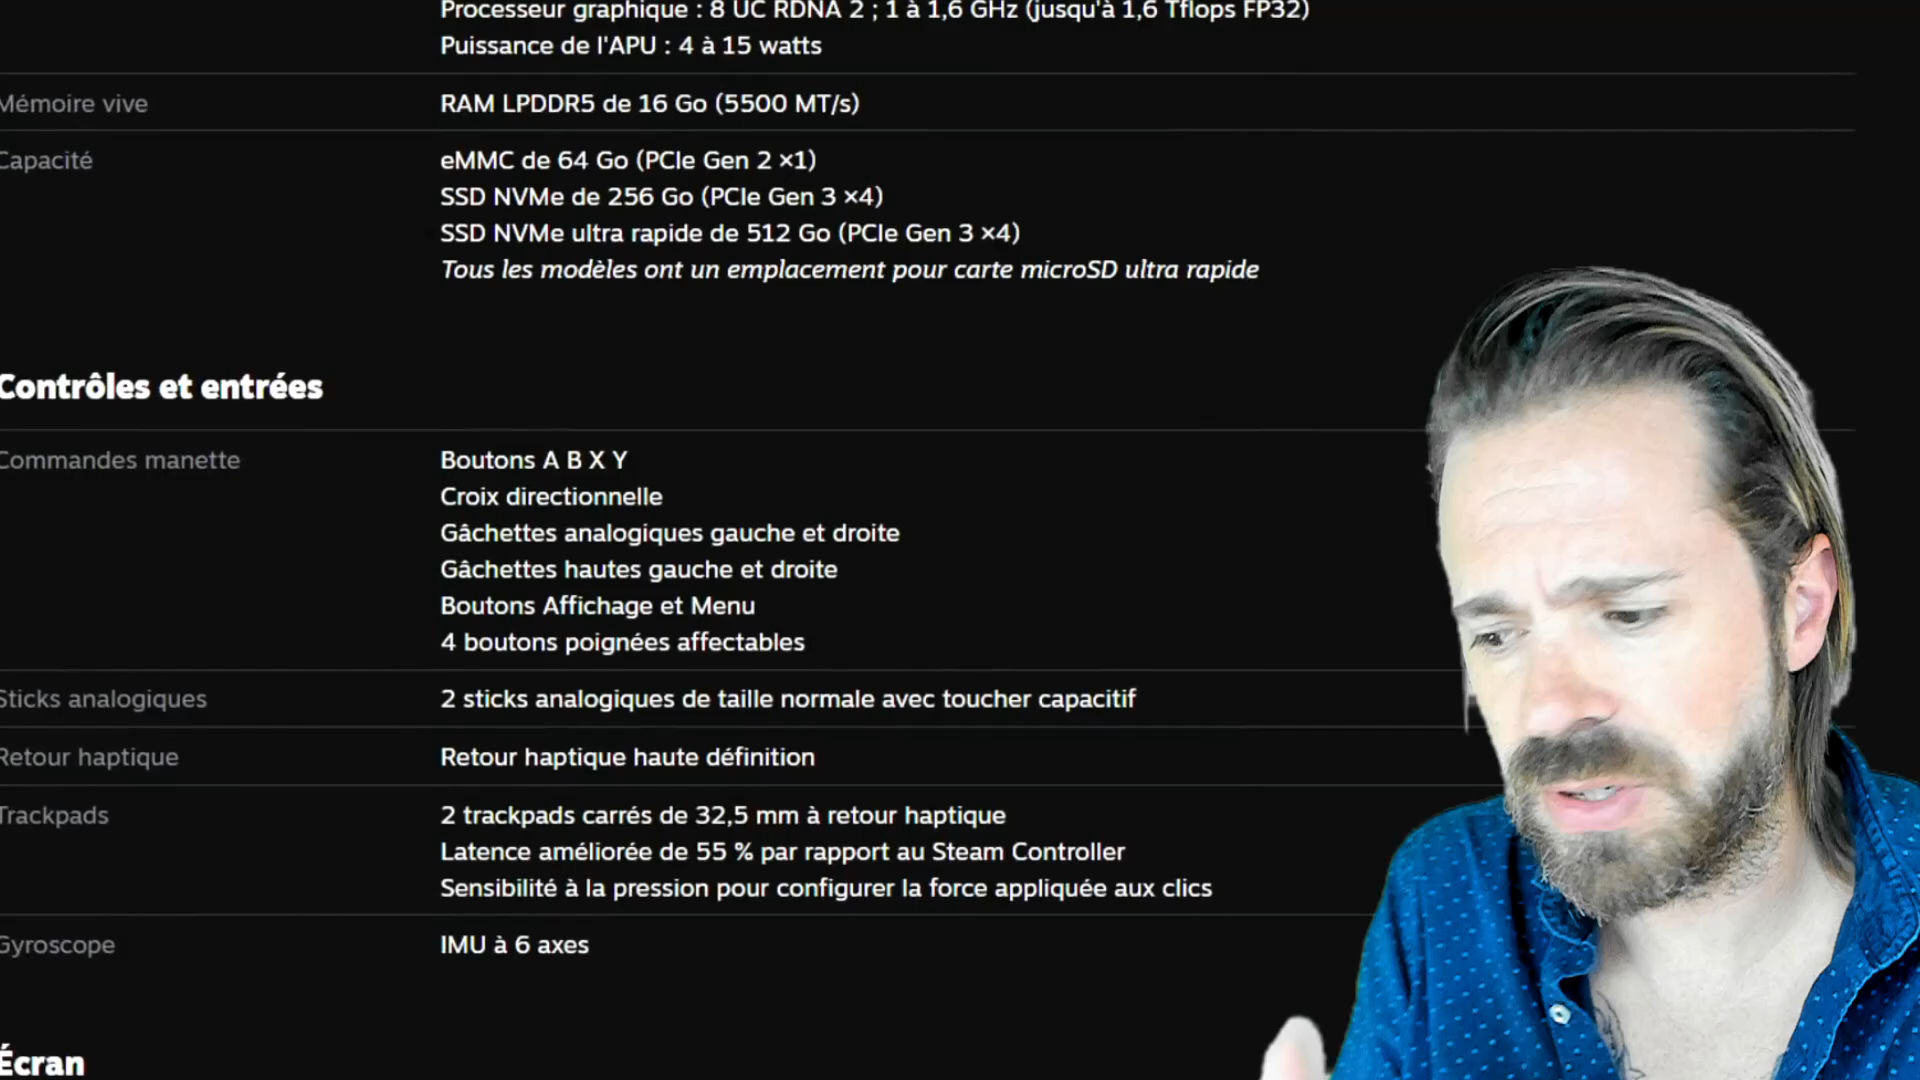 Processeur graphique : 8 UC RDNA 2 ; 1 à 1,6 GHz (jusqu'à 1,6 Tflops FP32)
Puissance de l'APU : 4 à 15 watts
Mémoire vive
RAM LPDDR5 de 16 Go (5500 MT/s)
Capacité
eMMC de 64 Go (PCIe Gen 2 ×1)
SSD NVMe de 256 Go (PCIe Gen 3 ×4)
SSD NVMe ultra rapide de 512 Go (PCIe Gen 3 ×4)
Tous les modèles ont un emplacement pour carte microSD ultra rapide
Contrôles et entrées
Commandes manette
Boutons A B X Y
Croix directionnelle
Gâchettes analogiques gauche et droite
Gâchettes hautes gauche et droite
Boutons Affichage et Menu
4 boutons poignées affectables
Sticks analogiques
2 sticks analogiques de taille normale avec toucher capacitif
Retour haptique
Retour haptique haute définition
Trackpads
2 trackpads carrés de 32,5 mm à retour haptique
Latence améliorée de 55 % par rapport au Steam Controller
Sensibilité à la pression pour configurer la force appliquée aux clics
Gyroscope
IMU à 6 axes
Écran